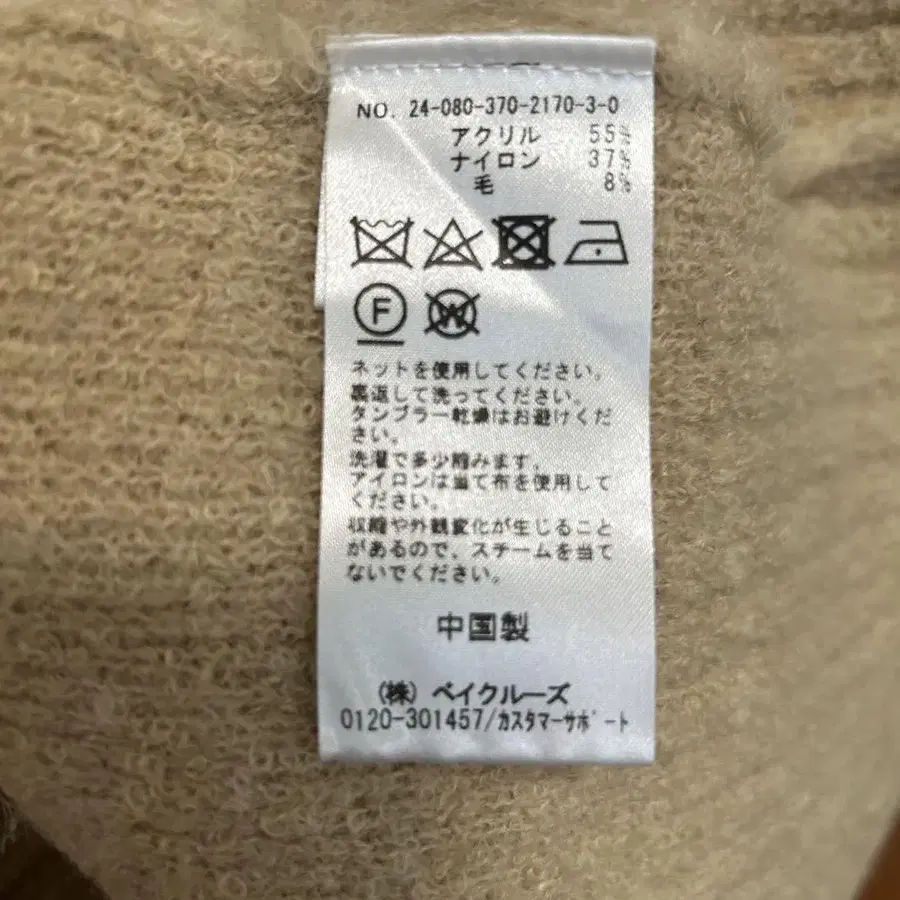 NO. 24-080-370-2170-3-0
アクリル 55%
ナイロン 37%
毛 8%
F
W
ネットを使用してください。
裏返して洗ってください。
タンブラー乾燥はお避けくだ
さい。
洗濯で多少縮みます。
アイロンは当て布を使用して
ください。
収縮や外観変化が生じること
があるので、スチームを当て
ないでください。
中国製
(株) ベイクルーズ
0120-301457/カスタマーサポート